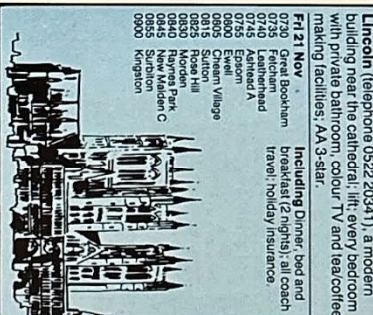 Lincoln (telephone 0522 20341), a modern
building near the cathedral; lift; every bedroom
with private bathroom, colour TV and tea/coffee
making facilities; AA 3-star.
Fri 21 Nov
0730 Great Bookham
0735 Fetcham
0740 Leatherhead
0745 Ashtead A
0755 Epsom
0800 Ewell
0805 Cheam Village
0815 Sutton
0825 Rose Hill
0835 Morden
0840 Raynes Park
0845 New Malden C
0855 Surbiton
0900 Kingston
Including Dinner, bed and
breakfast (2 nights); all coach
travel; holiday insurance.